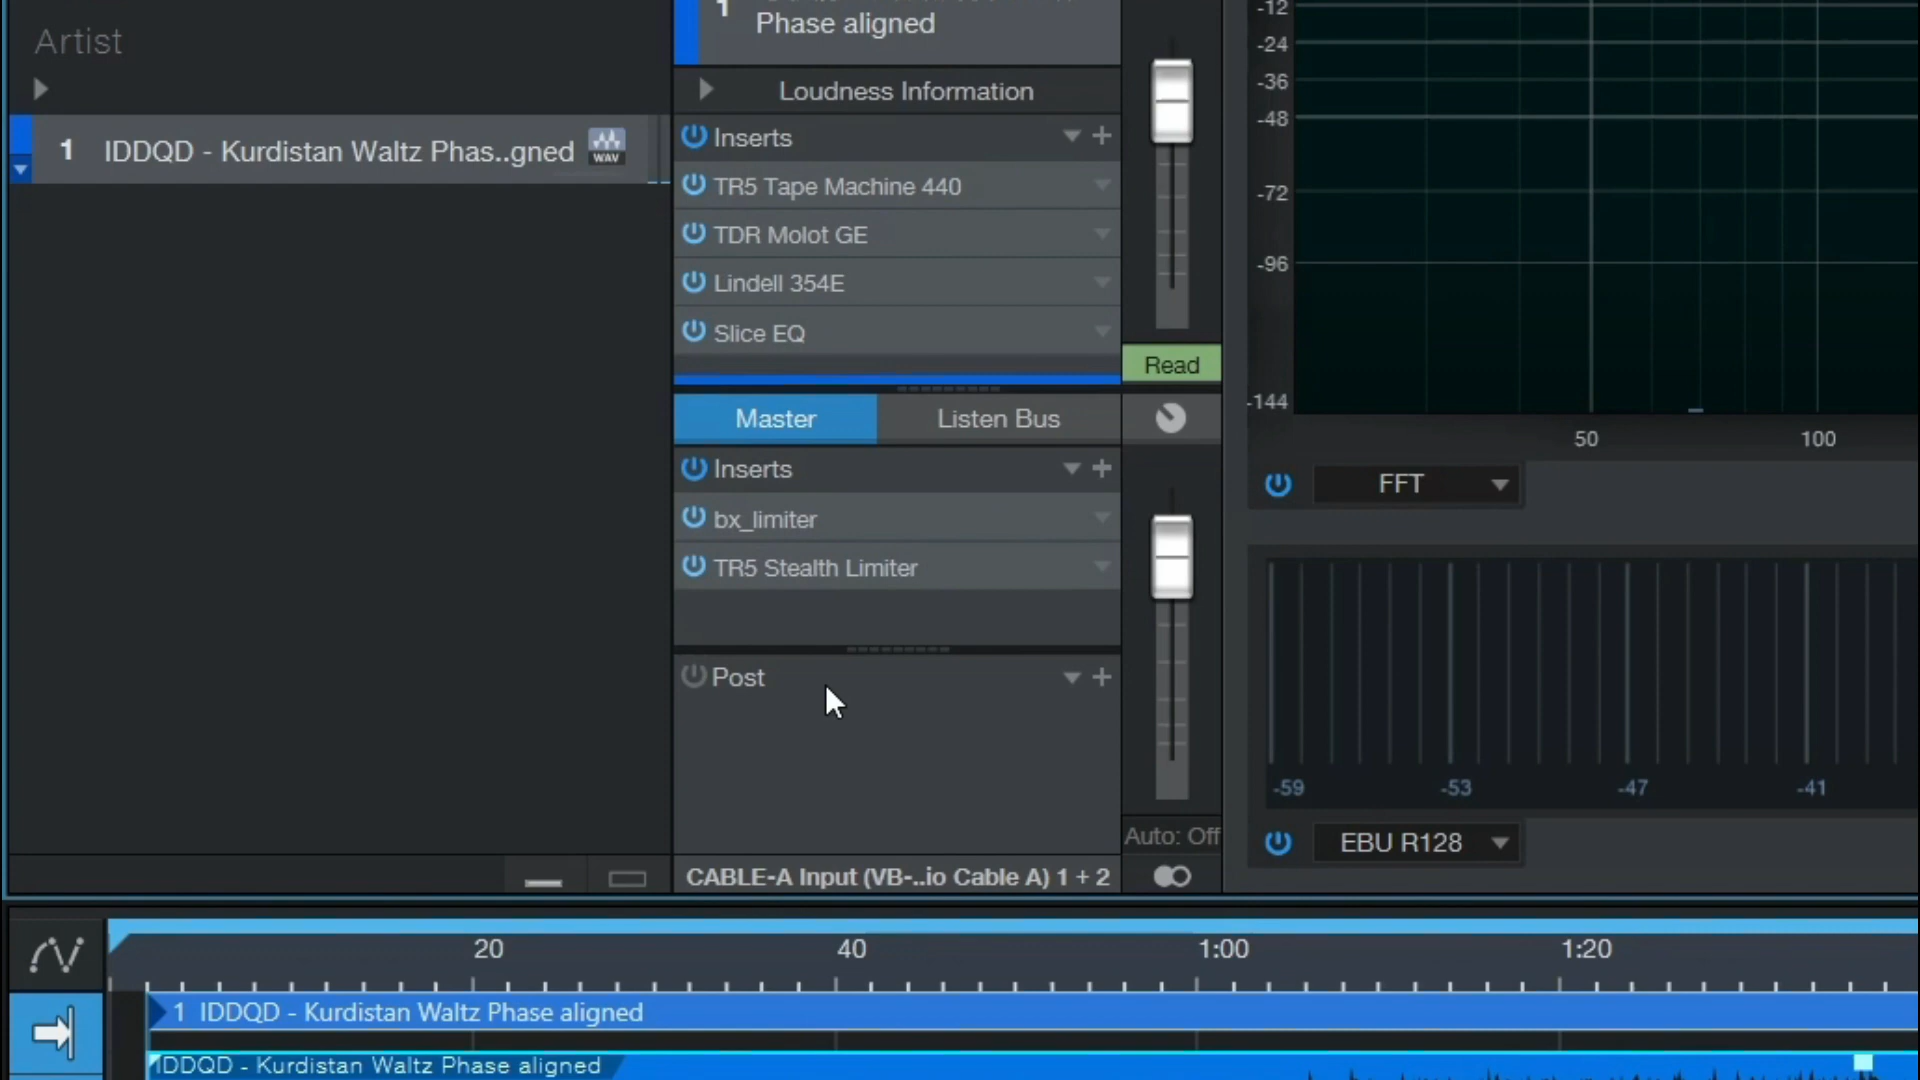 Artist
1 IDDQD - Kurdistan Waltz Phas..gned WAV
1
Phase aligned
Loudness Information
Inserts
TR5 Tape Machine 440
TDR Molot GE
Lindell 354E
Slice EQ
Read
Master
Listen Bus
Inserts
bx_limiter
TR5 Stealth Limiter
Post
Auto: Off
CABLE-A Input (VB-..io Cable A) 1 + 2
-12
-24
-36
-48
-72
-96
-144
50 100
FFT
-59 -53 -47 -41
EBU R128
20 40 1:00 1:20
1 IDDQD - Kurdistan Waltz Phase aligned
IDDQD - Kurdistan Waltz Phase aligned